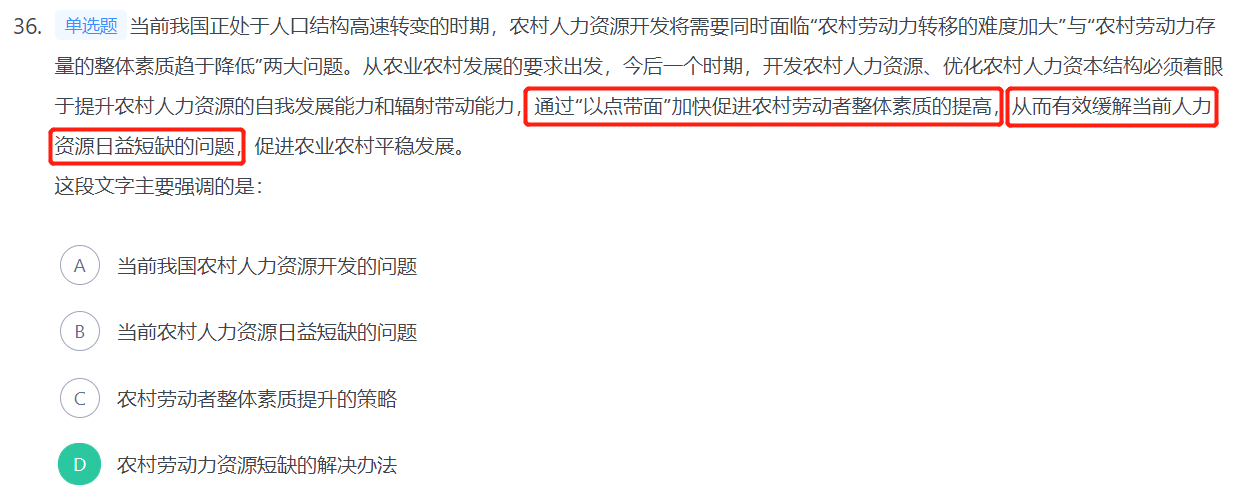 36. 单选题 当前我国正处于人口结构高速转变的时期，农村人力资源开发将需要同时面临“农村劳动力转移的难度加大”与“农村劳动力存
量的整体素质趋于降低”两大问题。从农业农村发展的要求出发，今后一个时期，开发农村人力资源、优化农村人力资本结构必须着眼
于提升农村人力资源的自我发展能力和辐射带动能力，通过“以点带面”加快促进农村劳动者整体素质的提高，从而有效缓解当前人力
资源日益短缺的问题，促进农业农村平稳发展。
这段文字主要强调的是：
A 当前我国农村人力资源开发的问题
B 当前农村人力资源日益短缺的问题
C 农村劳动者整体素质提升的策略
D 农村劳动力资源短缺的解决办法